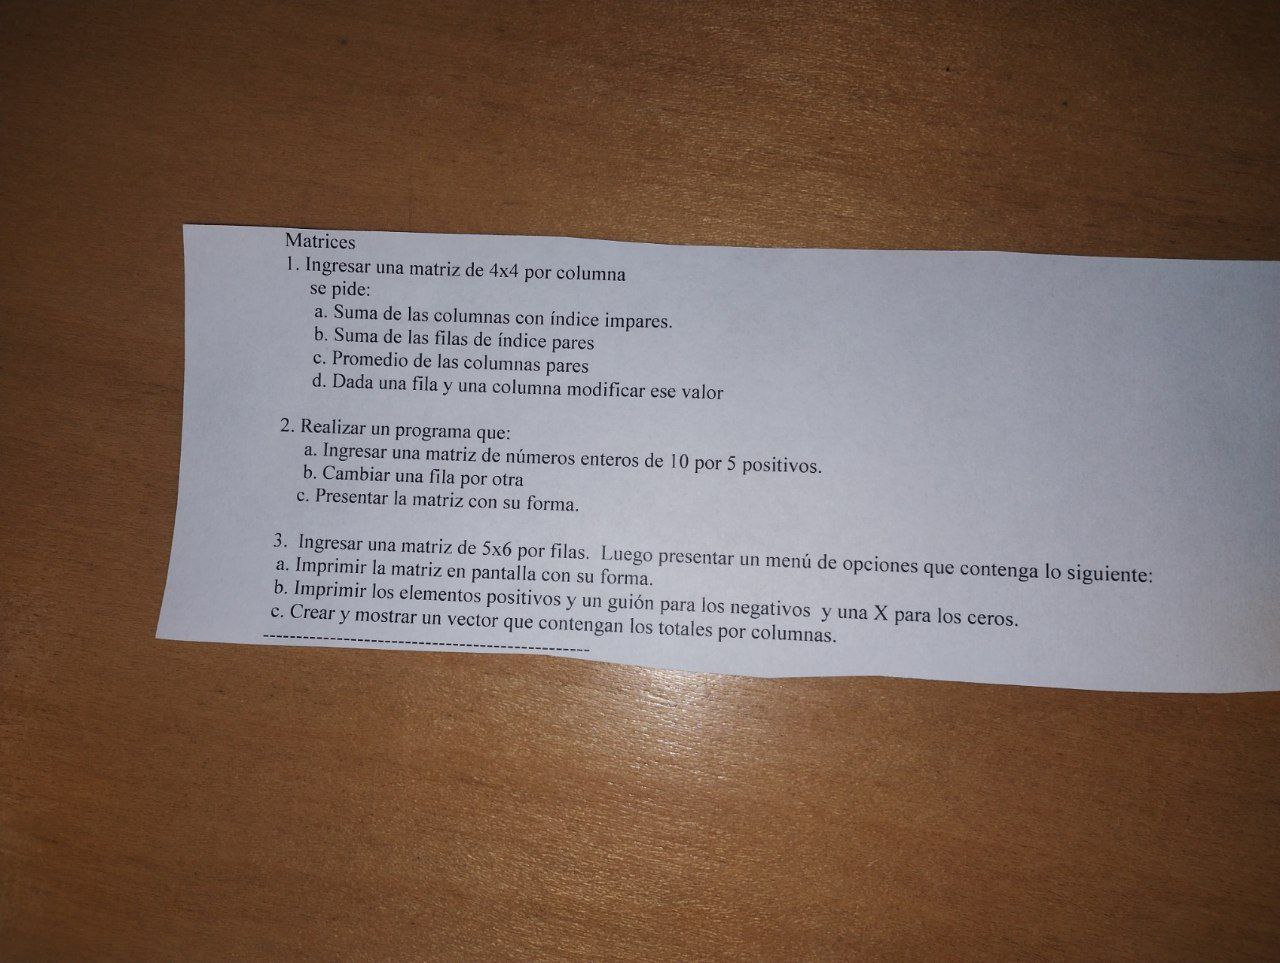 Matrices
1. Ingresar una matriz de 4x4 por columna
se pide:
a. Suma de las columnas con índice impares.
b. Suma de las filas de índice pares
c. Promedio de las columnas pares
d. Dada una fila y una columna modificar ese valor
2. Realizar un programa que:
a. Ingresar una matriz de números enteros de 10 por 5 positivos.
b. Cambiar una fila por otra
c. Presentar la matriz con su forma.
3. Ingresar una matriz de 5x6 por filas. Luego presentar un menú de opciones que contenga lo siguiente:
a. Imprimir la matriz en pantalla con su forma.
b. Imprimir los elementos positivos y un guión para los negativos y una X para los ceros.
c. Crear y mostrar un vector que contengan los totales por columnas.